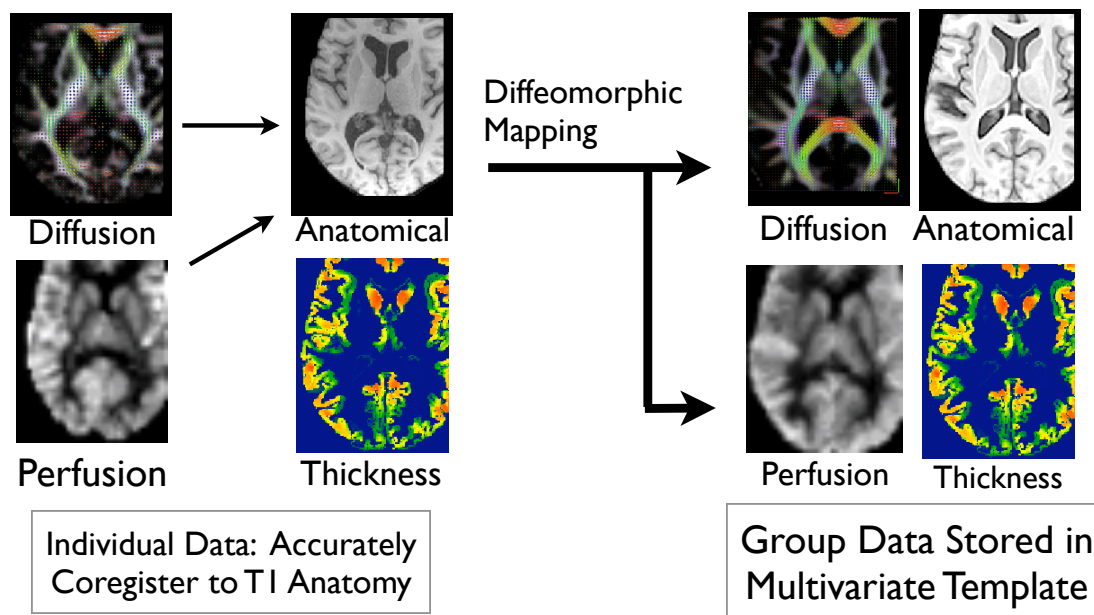 Diffusion
Anatomical
Perfusion
Thickness
Individual Data: Accurately
Coregister to T1 Anatomy
Diffeomorphic
Mapping
Diffusion
Anatomical
Perfusion
Thickness
Group Data Stored in
Multivariate Template